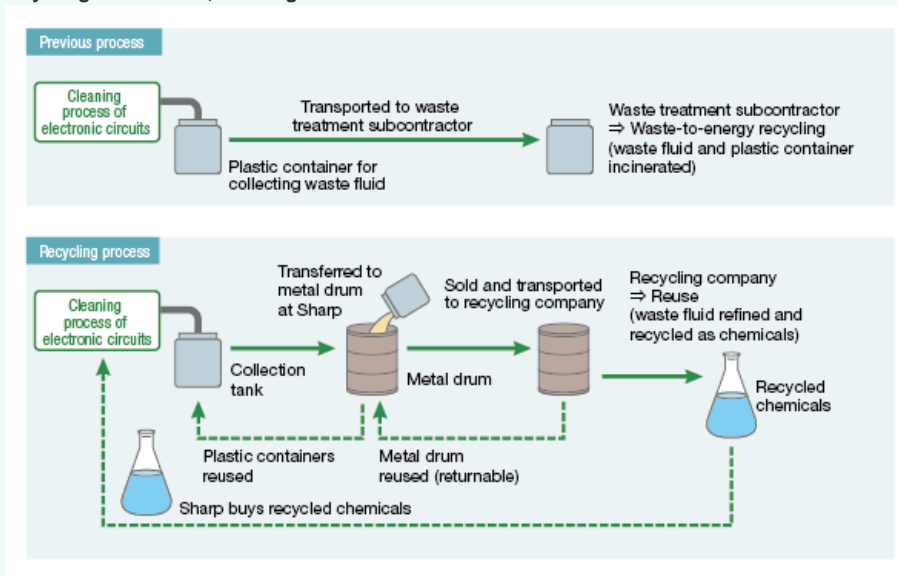 Previous process
Cleaning
process of
electronic circuits
Transported to waste
treatment subcontractor
Plastic container for
collecting waste fluid
Waste treatment subcontractor
⇒ Waste-to-energy recycling
(waste fluid and plastic container
incinerated)
Recycling process
Cleaning
process of
electronic circuits
Collection
tank
Transferred to
metal drum
at Sharp
Metal drum
Sold and transported
to recycling company
Recycling company
⇒ Reuse
(waste fluid refined and
recycled as chemicals)
Recycled
chemicals
Plastic containers
reused
Metal drum
reused (returnable)
Sharp buys recycled chemicals